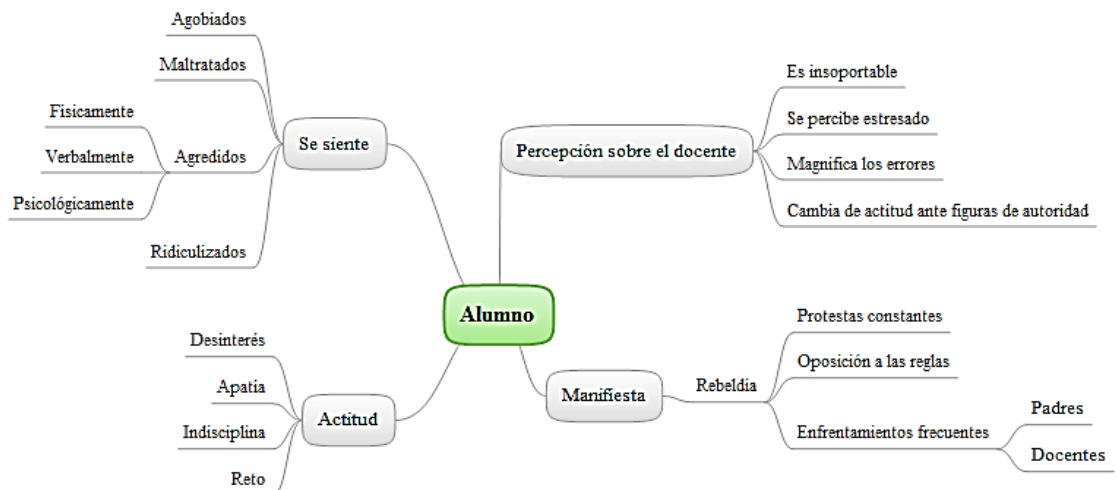 Agobiados
Maltratados
Físicamente
Verbalmente
Psicológicamente
Agredidos
Ridiculizados
Se siente
Percepción sobre el docente
Es insoportable
Se percibe estresado
Magnifica los errores
Cambia de actitud ante figuras de autoridad
Alumno
Desinterés
Apatía
Indisciplina
Reto
Actitud
Manifiesta
Rebeldía
Protestas constantes
Oposición a las reglas
Enfrentamientos frecuentes
Padres
Docentes